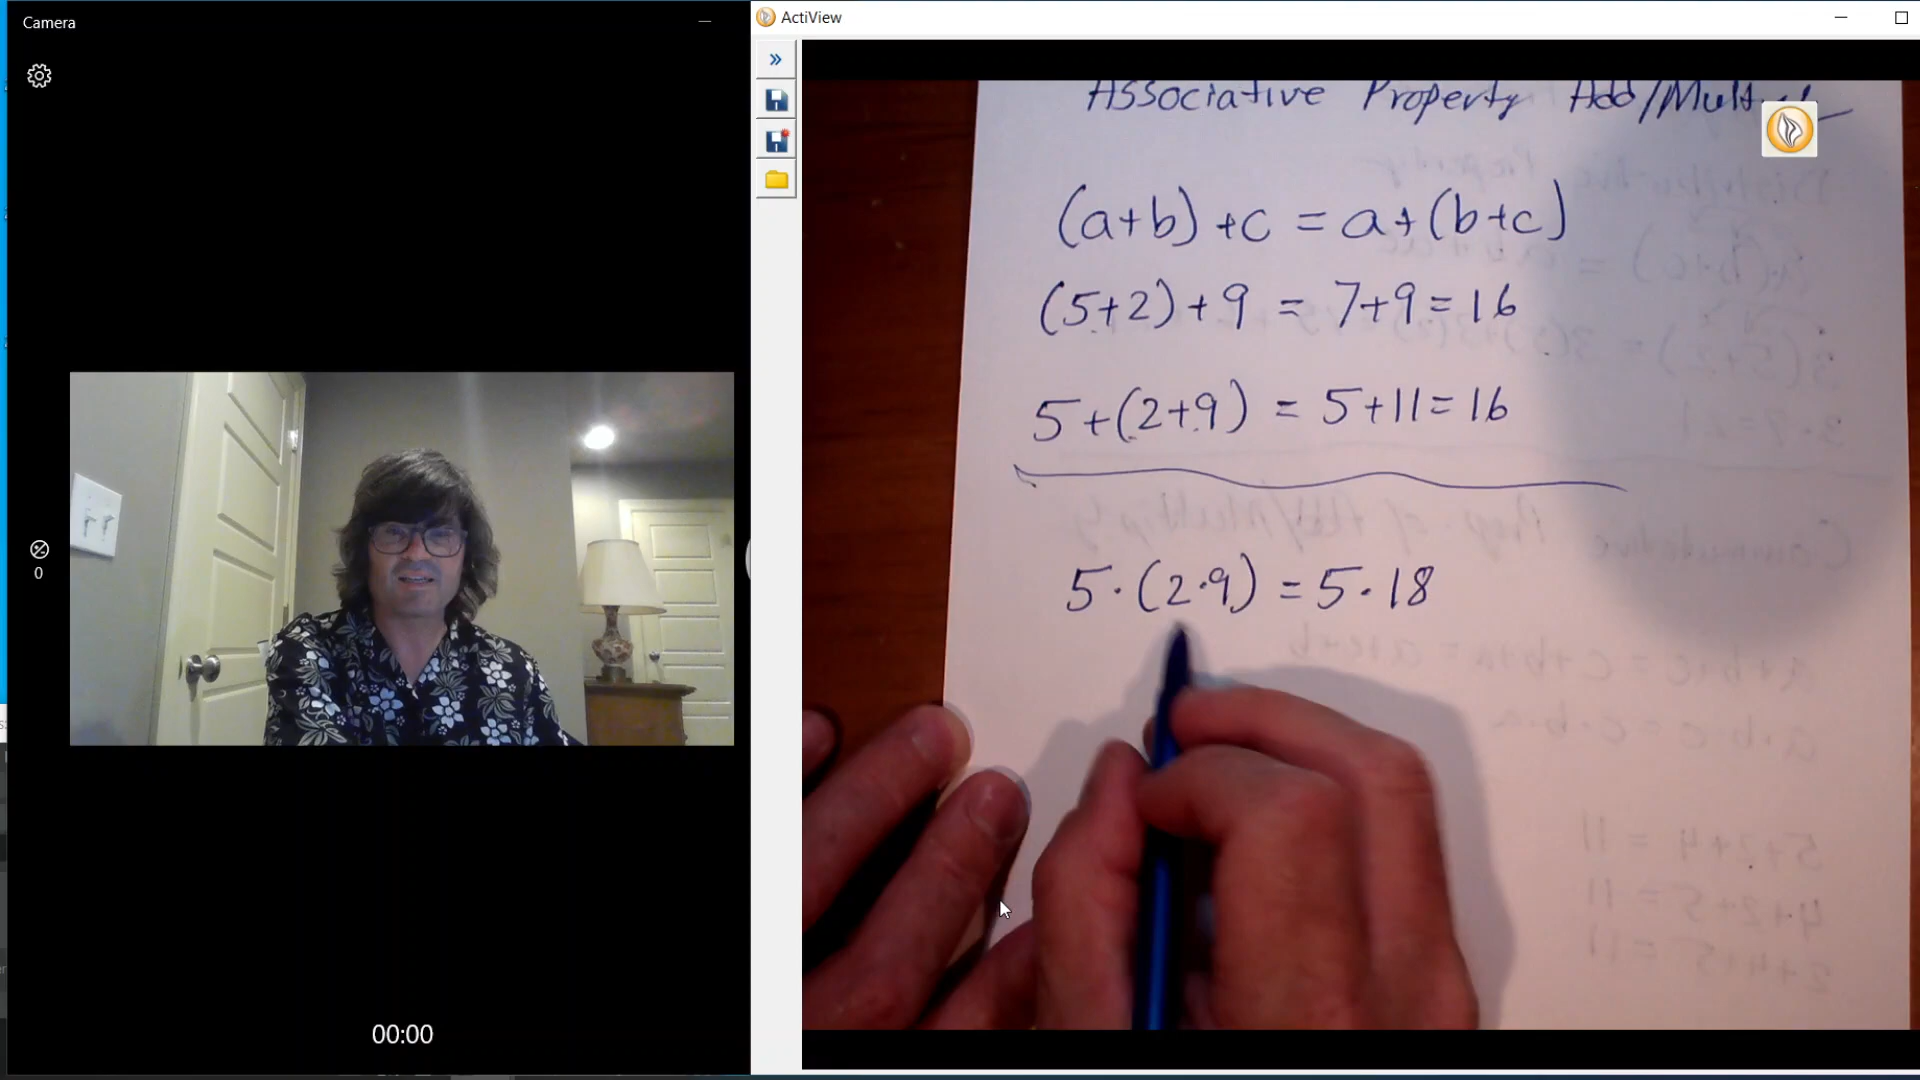 Camera
ActiView
0
00:00
Associative Property Add/Mult
(a+b)+c = a+(b+c)
(5+2)+9 = 7+9=16
5+(2+9) = 5+11=16
5·(2·9) = 5·18